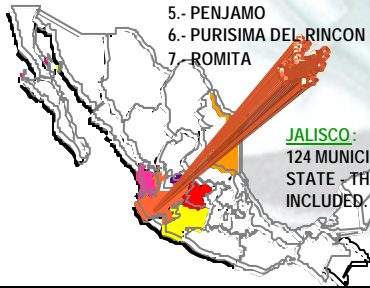 5.- PENJAMO
6.- PURISIMA DEL RINCON
7.- ROMITA
JALISCO:
124 MUNICI
STATE - TH
INCLUDED.